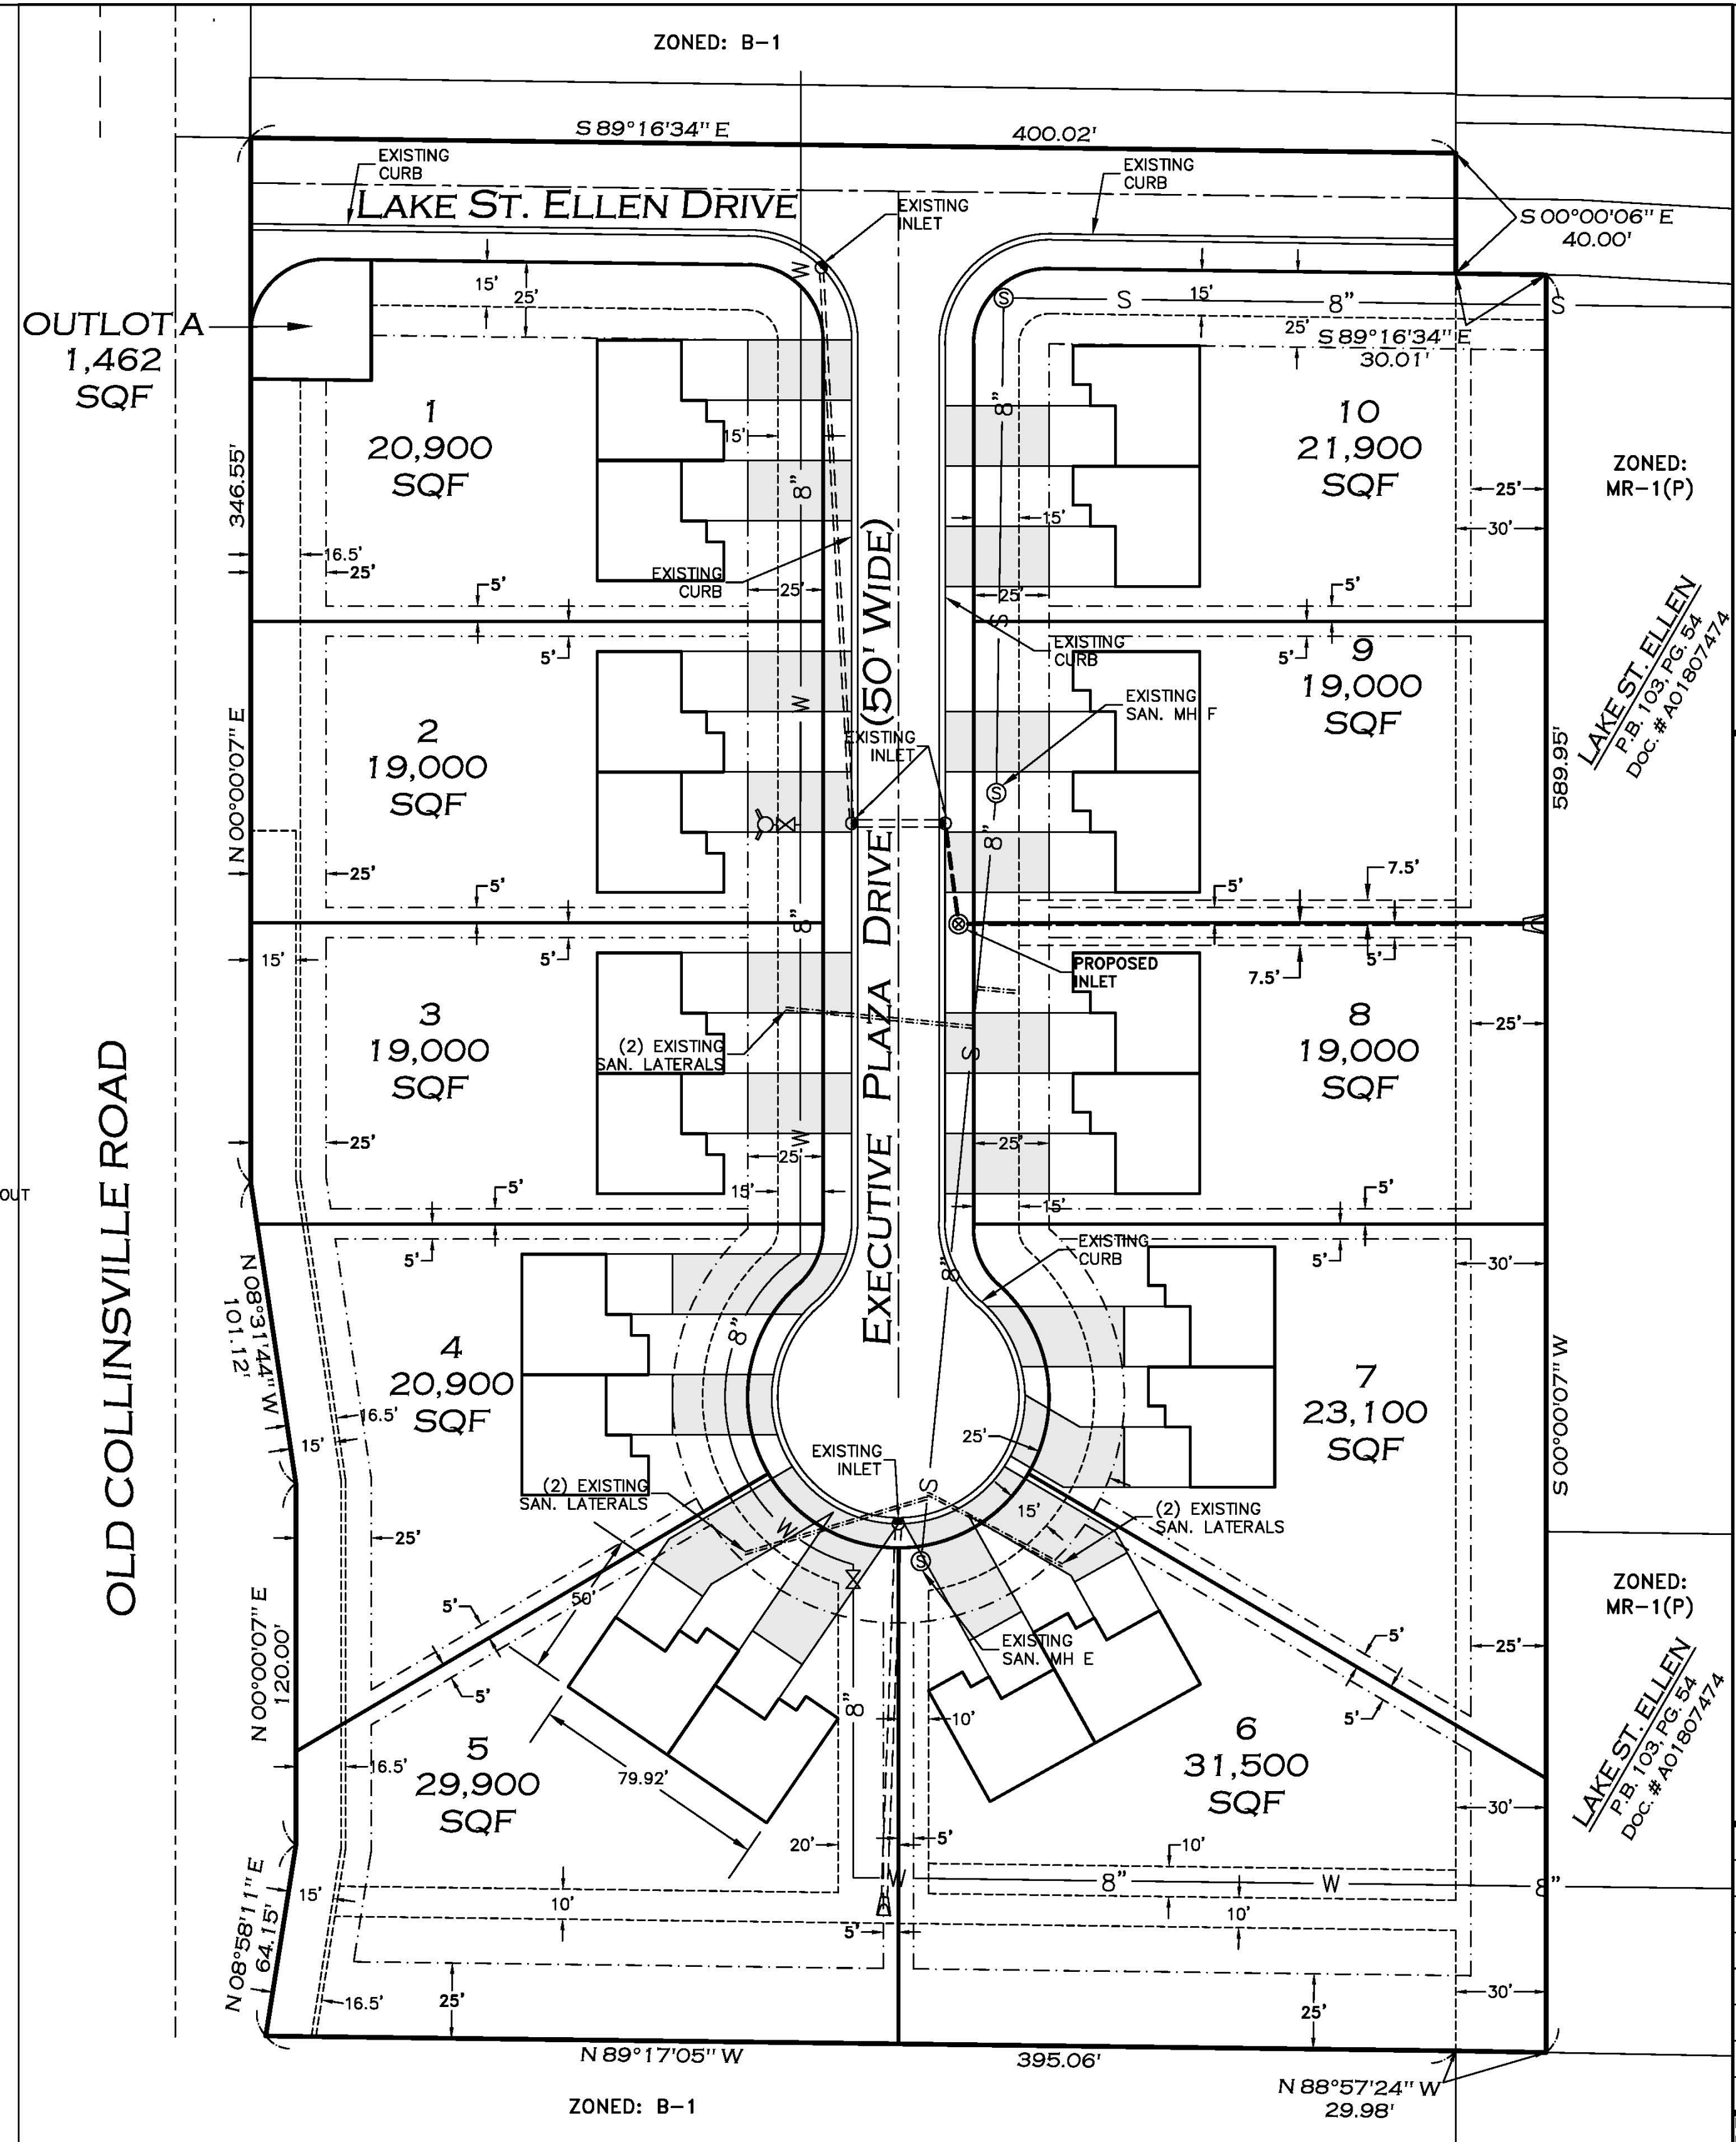 ZONED: B-1
S 89°16'34" E
400.02'
EXISTING
CURB
EXISTING
CURB
LAKE ST. ELLEN DRIVE
EXISTING
INLET
S 00°00'06" E
40.00'
15'
25'
W
S
S
15'
8"
S
25'
S 89°16'34" E
30.01'
OUTLOT A
1,462
SQF
1
20,900
SQF
15'
8"
8"
10
21,900
SQF
ZONED:
MR-1(P)
25'
30'
15'
346.55'
16.5'
25'
EXISTING
CURB
25'
25'
5'
5'
5'
5'
S
EXISTING
CURB
(50' WIDE)
EXECUTIVE PLAZA DRIVE
9
19,000
SQF
LAKE ST. ELLEN
P.B. 103, PG. 54
DOC. # A01807474
2
19,000
SQF
N 00°00'07" E
W
EXISTING
SAN. MH F
EXISTING
INLET
S
589.95'
8"
25'
5'
5'
7.5'
8"
5'
15'
5'
PROPOSED
INLET
7.5'
5'
3
19,000
SQF
(2) EXISTING
SAN. LATERALS
S
8
19,000
SQF
25'
25'
W
25'
25'
15'
15'
5'
5'
5'
5'
OUT
OLD COLLINSVILLE ROAD
EXISTING
CURB
30'
8"
N 08°31'44" W
101.12'
8"
4
20,900
SQF
7
23,100
SQF
S 00°00'07" W
16.5'
15'
25'
EXISTING
INLET
(2) EXISTING
SAN. LATERALS
S
15'
(2) EXISTING
SAN. LATERALS
W
25'
S
50'
ZONED:
MR-1(P)
N 00°00'07" E
120.00'
5'
5'
EXISTING
SAN. MH E
5'
5'
25'
LAKE ST. ELLEN
P.B. 103, PG. 54
DOC. # A01807474
8"
10'
5
29,900
SQF
16.5'
79.92'
6
31,500
SQF
30'
20'
5'
10'
N 08°58'11" E
64.15'
15'
W
8"
W
8"
10'
10'
5'
16.5'
25'
25'
30'
N 89°17'05" W
395.06'
N 88°57'24" W
29.98'
ZONED: B-1